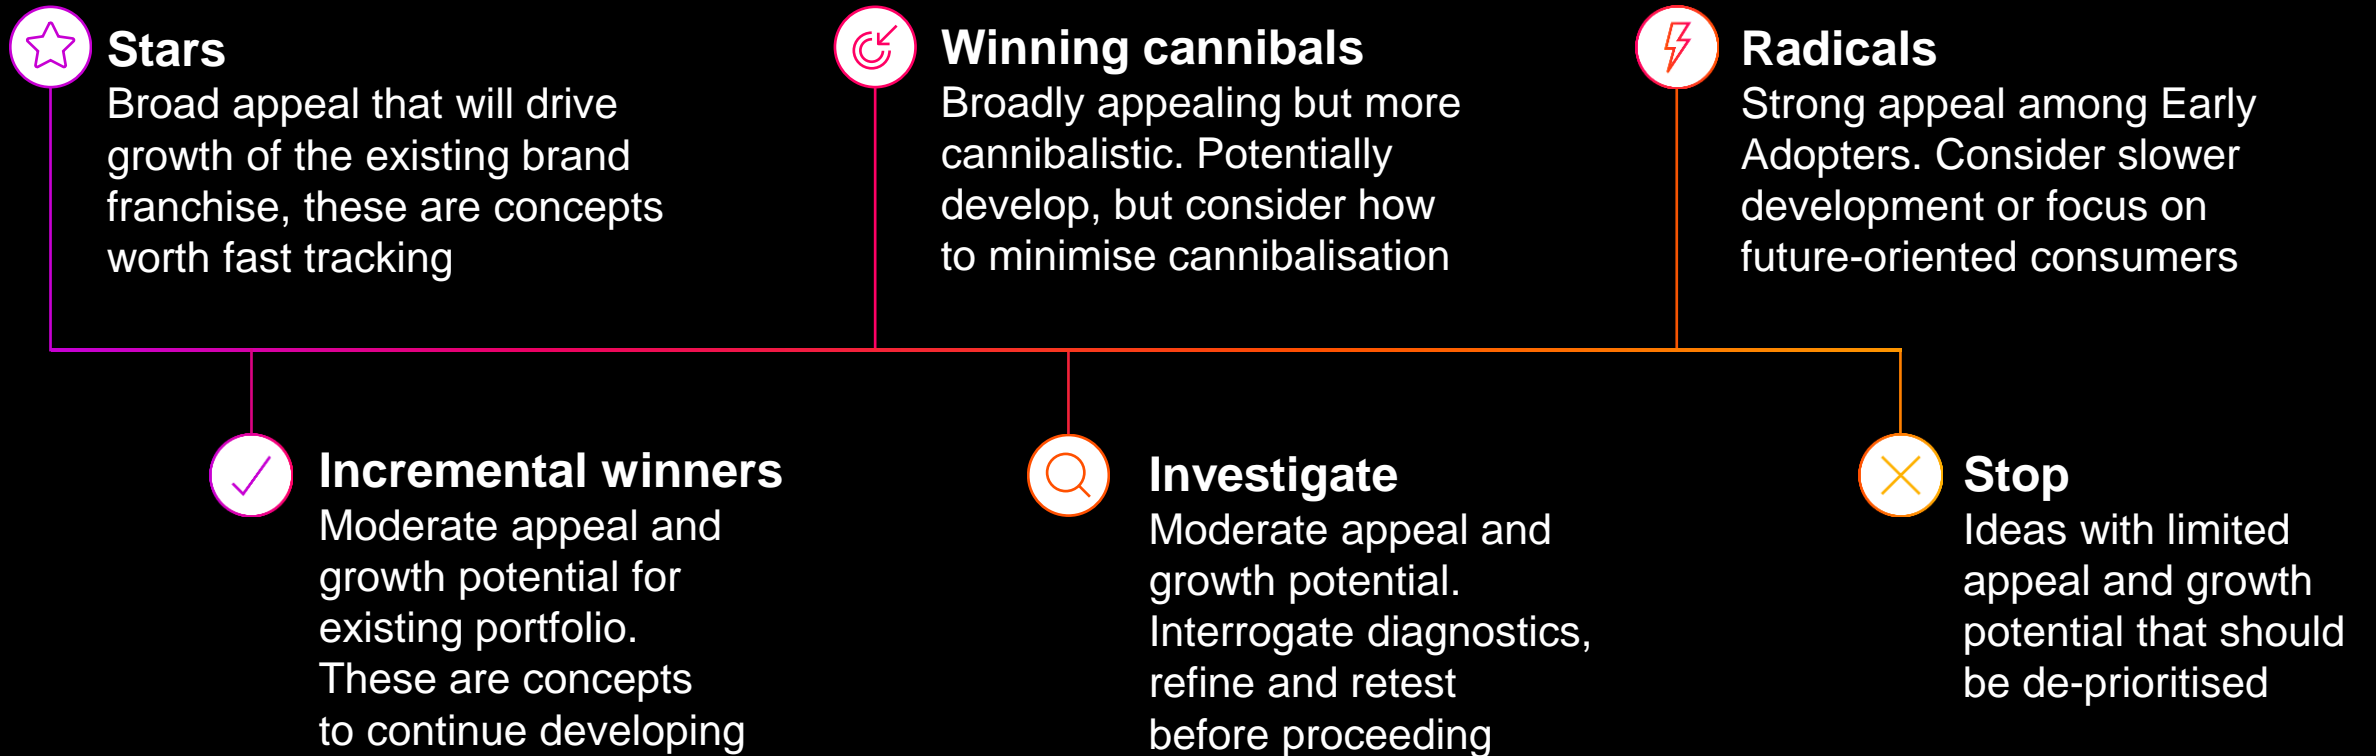 Stars
Broad appeal that will drive
growth of the existing brand
franchise, these are concepts
worth fast tracking
Winning cannibals
Broadly appealing but more
cannibalistic. Potentially
develop, but consider how
to minimise cannibalisation
Radicals
Strong appeal among Early
Adopters. Consider slower
development or focus on
future-oriented consumers
Incremental winners
Moderate appeal and
growth potential for
existing portfolio.
These are concepts
to continue developing
Investigate
Moderate appeal and
growth potential.
Interrogate diagnostics,
refine and retest
before proceeding
Stop
Ideas with limited
appeal and growth
potential that should
be de-prioritised